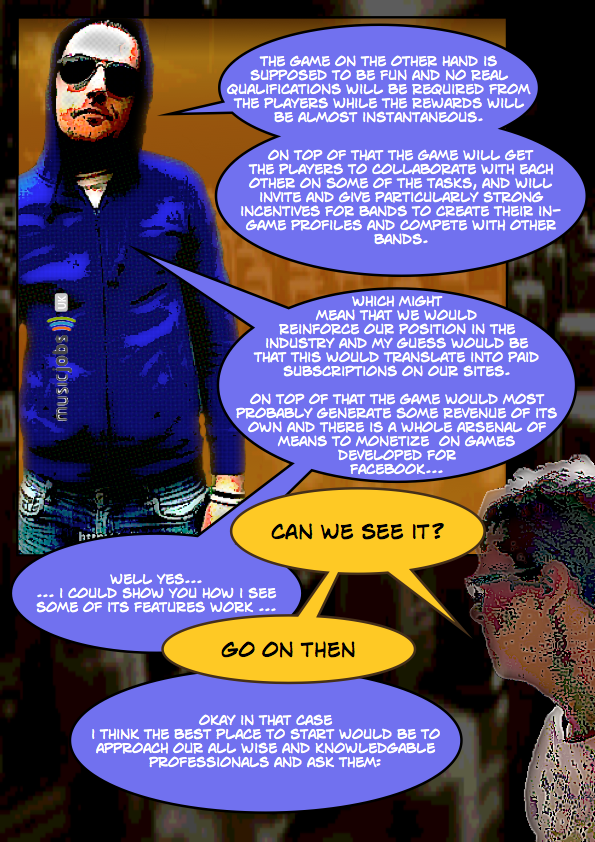 THE GAME ON THE OTHER HAND IS
SUPPOSED TO BE FUN AND NO REAL
QUALIFICATIONS WILL BE REQUIRED FROM
THE PLAYERS WHILE THE REWARDS WILL
BE ALMOST INSTANTANEOUS.
ON TOP OF THAT THE GAME WILL GET
THE PLAYERS TO COLLABORATE WITH EACH
OTHER ON SOME OF THE TASKS, AND WILL
INVITE AND GIVE PARTICULARLY STRONG
INCENTIVES FOR BANDS TO CREATE THEIR IN-
GAME PROFILES AND COMPETE WITH OTHER
BANDS.
WHICH MIGHT
MEAN THAT WE WOULD
REINFORCE OUR POSITION IN THE
INDUSTRY AND MY GUESS WOULD BE
THAT THIS WOULD TRANSLATE INTO PAID
SUBSCRIPTIONS ON OUR SITES.
ON TOP OF THAT THE GAME WOULD MOST
PROBABLY GENERATE SOME REVENUE OF ITS
OWN AND THERE IS A WHOLE ARSENAL OF
MEANS TO MONETIZE ON GAMES
DEVELOPED FOR
FACEBOOK...
musicjobs UK
CAN WE SEE IT?
WELL YES...
... I COULD SHOW YOU HOW I SEE
SOME OF ITS FEATURES WORK ...
GO ON THEN
OKAY IN THAT CASE
I THINK THE BEST PLACE TO START WOULD BE TO
APPROACH OUR ALL WISE AND KNOWLEDGABLE
PROFESSIONALS AND ASK THEM: